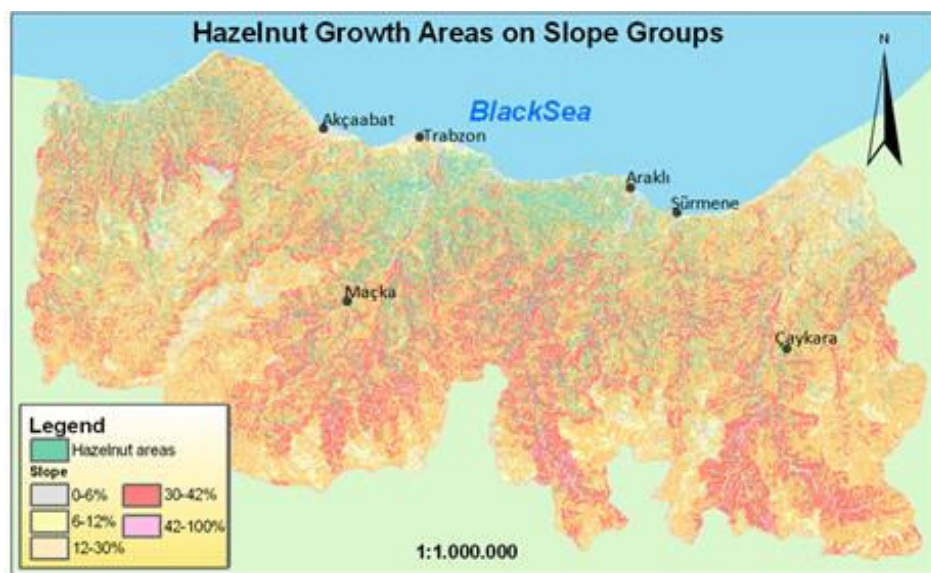 Hazelnut Growth Areas on Slope Groups
N
BlackSea
Akçaabat
Trabzon
Araklı
Sürmene
Maçka
Çaykara
Legend
Hazelnut areas
Slope
0-6%
30-42%
6-12%
42-100%
12-30%
1:1.000.000